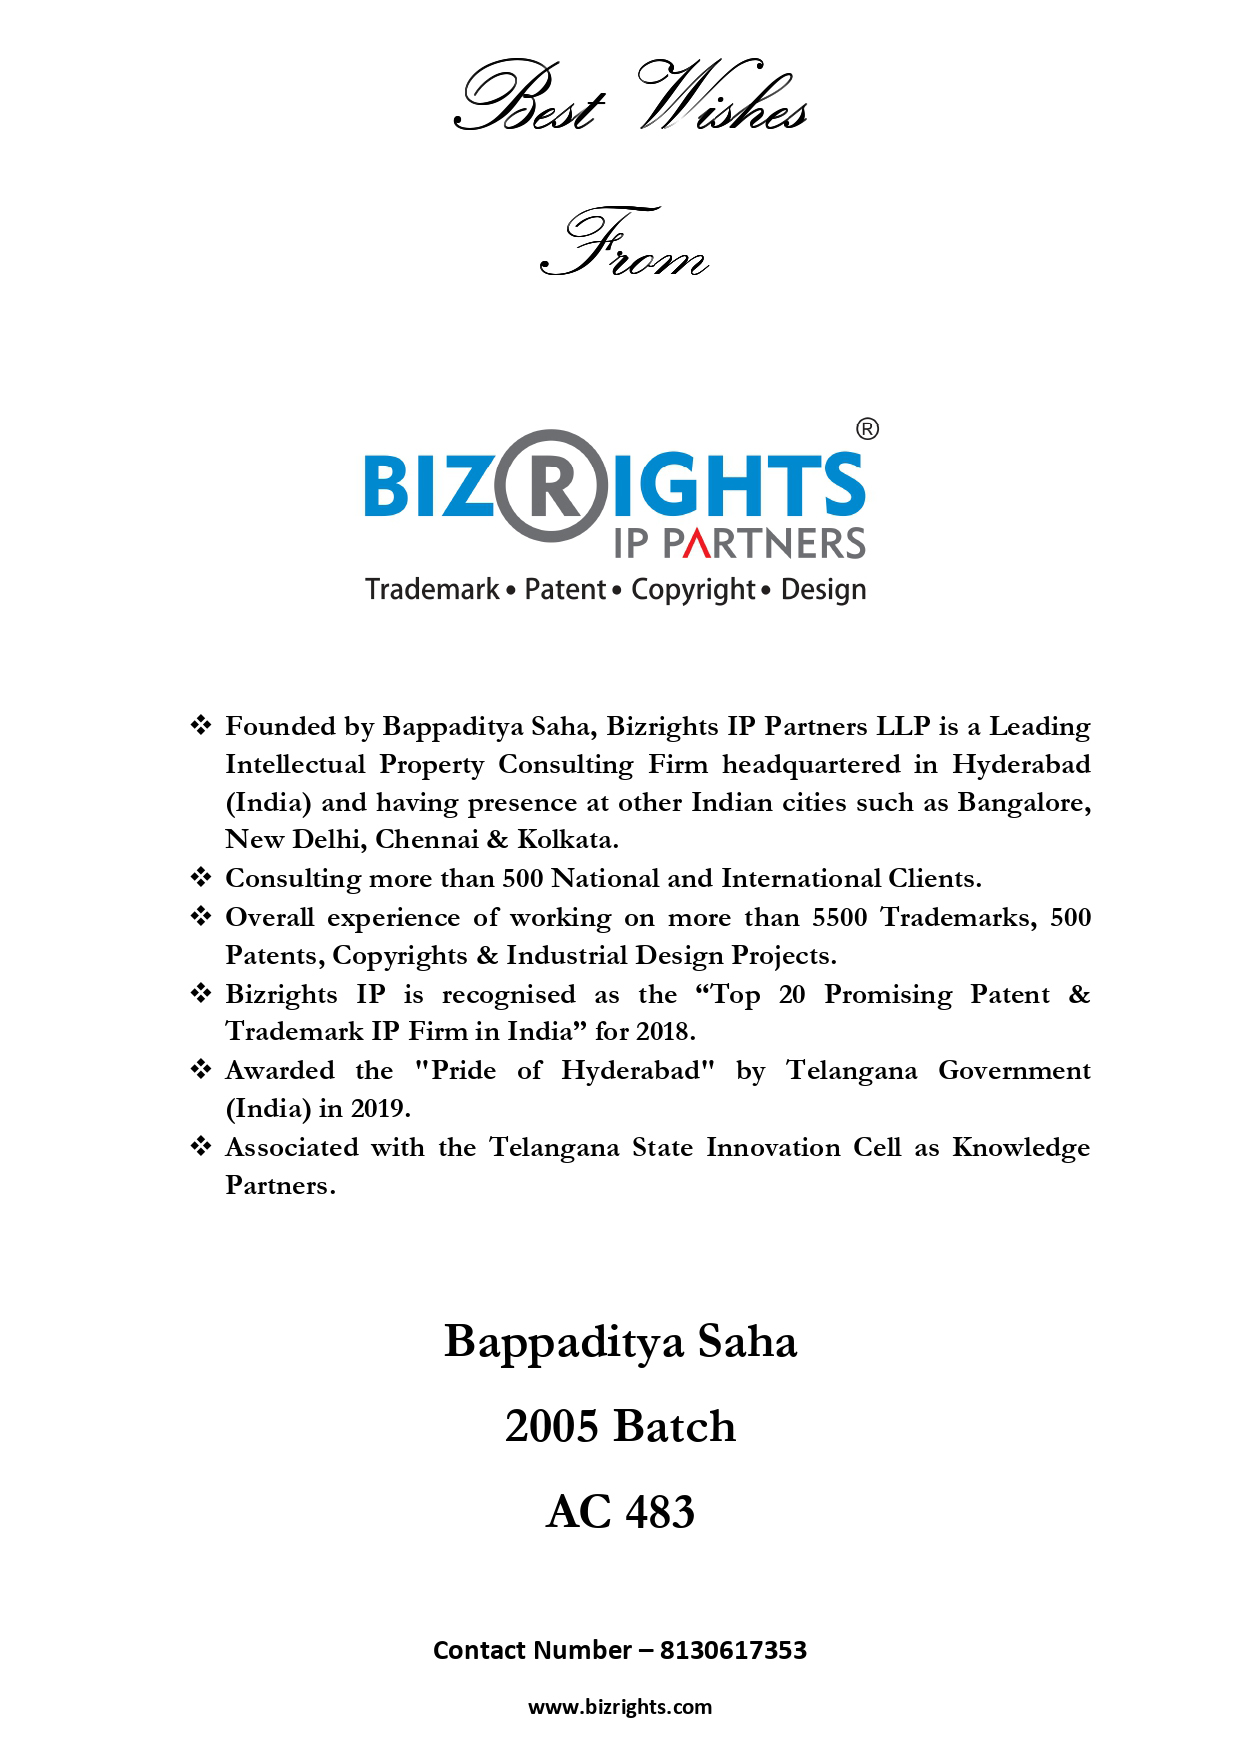 Best Wishes
From
BIZRIGHTS®
IP PARTNERS
Trademark • Patent • Copyright • Design
❖ Founded by Bappaditya Saha, Bizrights IP Partners LLP is a Leading
Intellectual Property Consulting Firm headquartered in Hyderabad
(India) and having presence at other Indian cities such as Bangalore,
New Delhi, Chennai & Kolkata.
❖ Consulting more than 500 National and International Clients.
❖ Overall experience of working on more than 5500 Trademarks, 500
Patents, Copyrights & Industrial Design Projects.
❖ Bizrights IP is recognised as the “Top 20 Promising Patent &
Trademark IP Firm in India” for 2018.
❖ Awarded the "Pride of Hyderabad" by Telangana Government
(India) in 2019.
❖ Associated with the Telangana State Innovation Cell as Knowledge
Partners.
Bappaditya Saha
2005 Batch
AC 483
Contact Number – 8130617353
www.bizrights.com